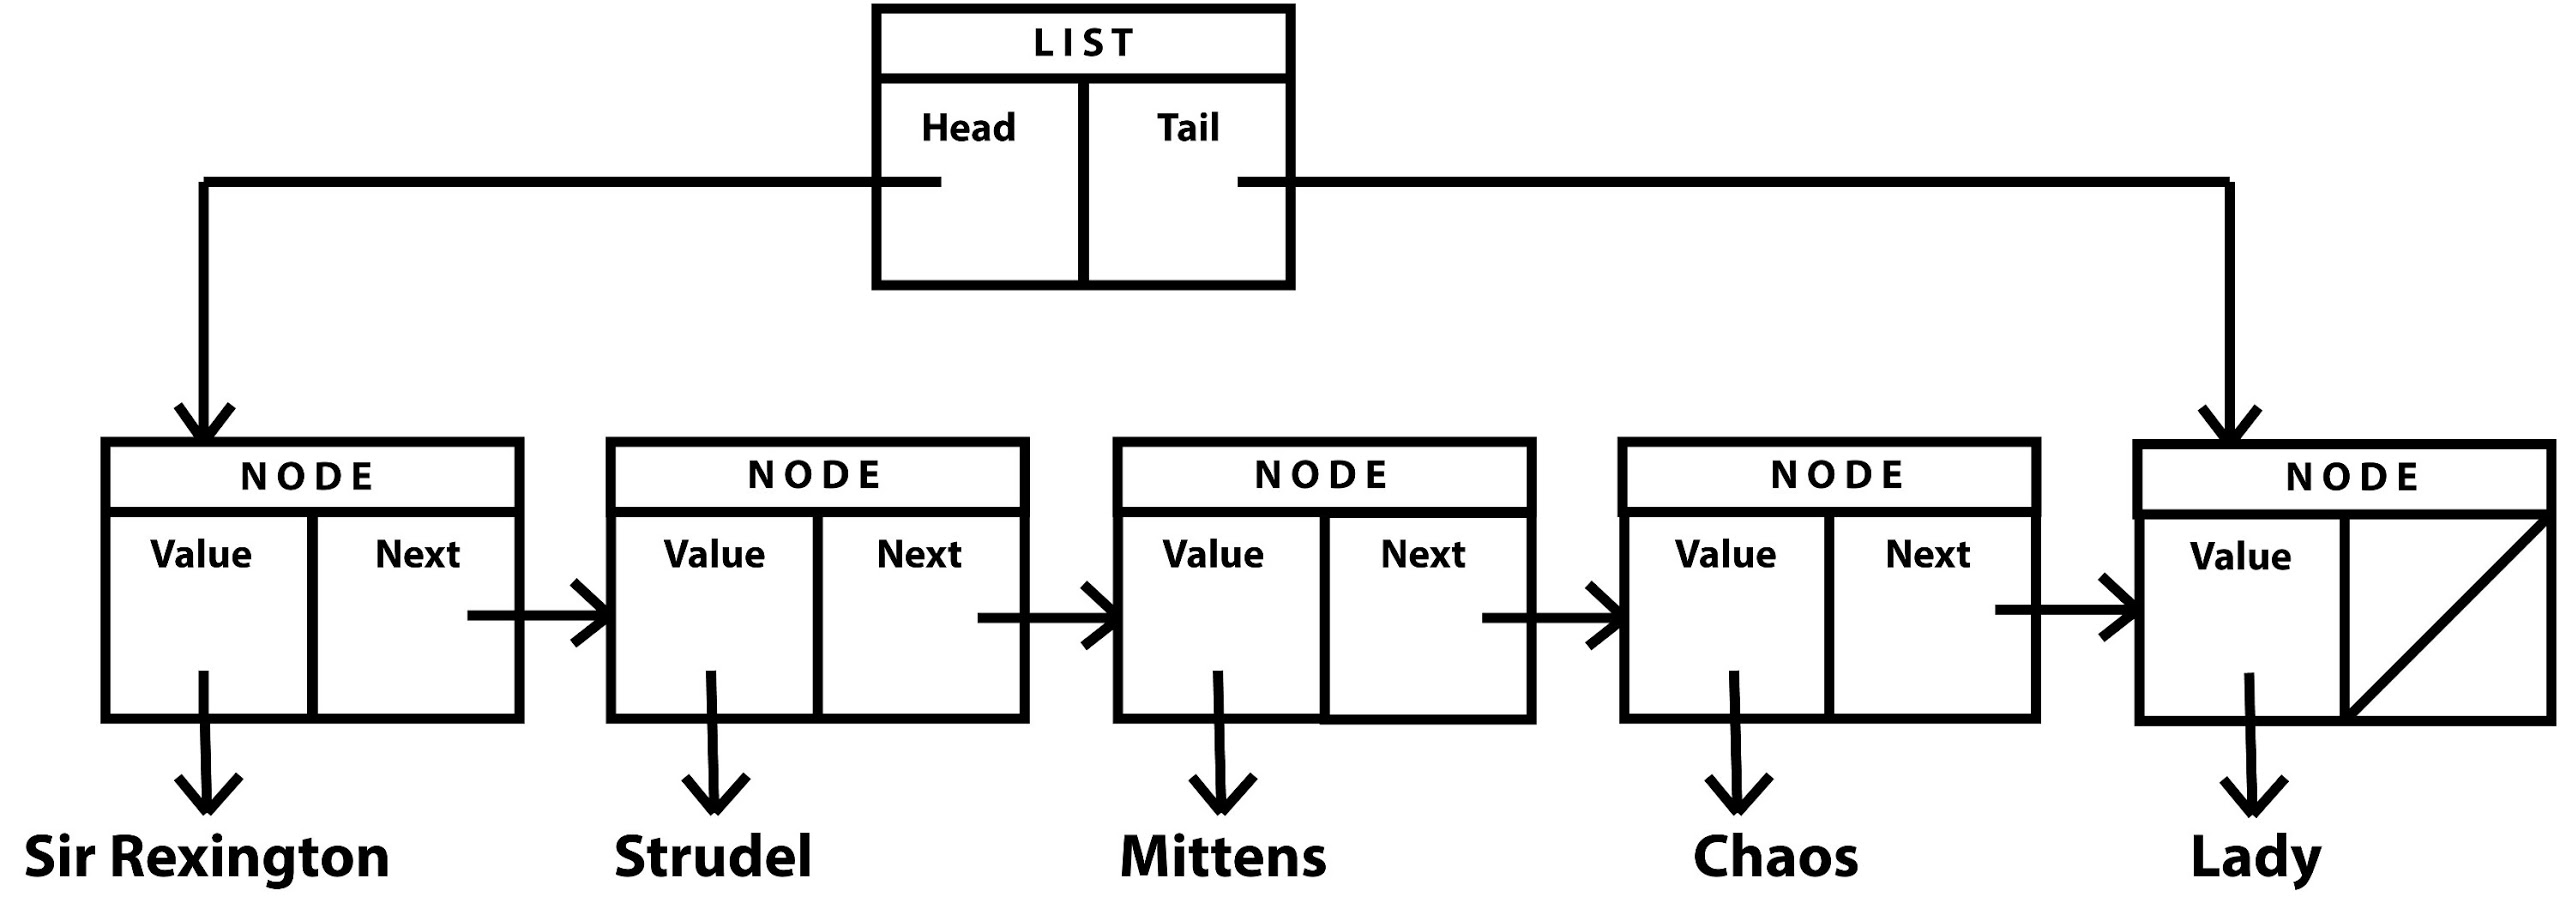 LIST
Head Tail
NODE NODE NODE NODE NODE
Value Next Value Next Value Next Value Next Value
Sir Rexington Strudel Mittens Chaos Lady